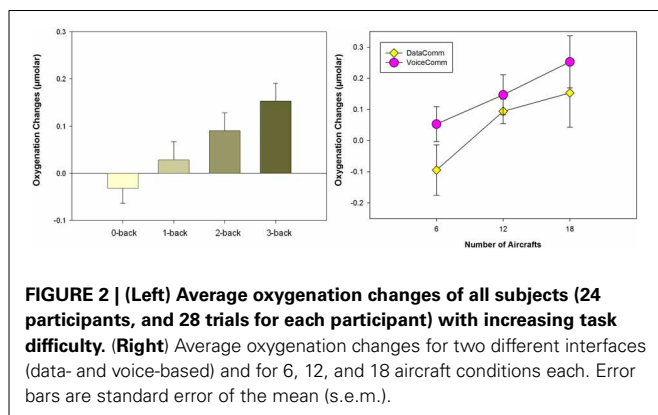 0.3
0.2
0.1
0.0
-0.1
Oxygenation Changes (µmolar)
0-back 1-back 2-back 3-back
0.3
0.2
0.1
0.0
-0.1
-0.2
Oxygenation Changes (µmolar)
DataComm
VoiceComm
6 12 18
Number of Aircrafts
FIGURE 2 | (Left) Average oxygenation changes of all subjects (24
participants, and 28 trials for each participant) with increasing task
difficulty. (Right) Average oxygenation changes for two different interfaces
(data- and voice-based) and for 6, 12, and 18 aircraft conditions each. Error
bars are standard error of the mean (s.e.m.).